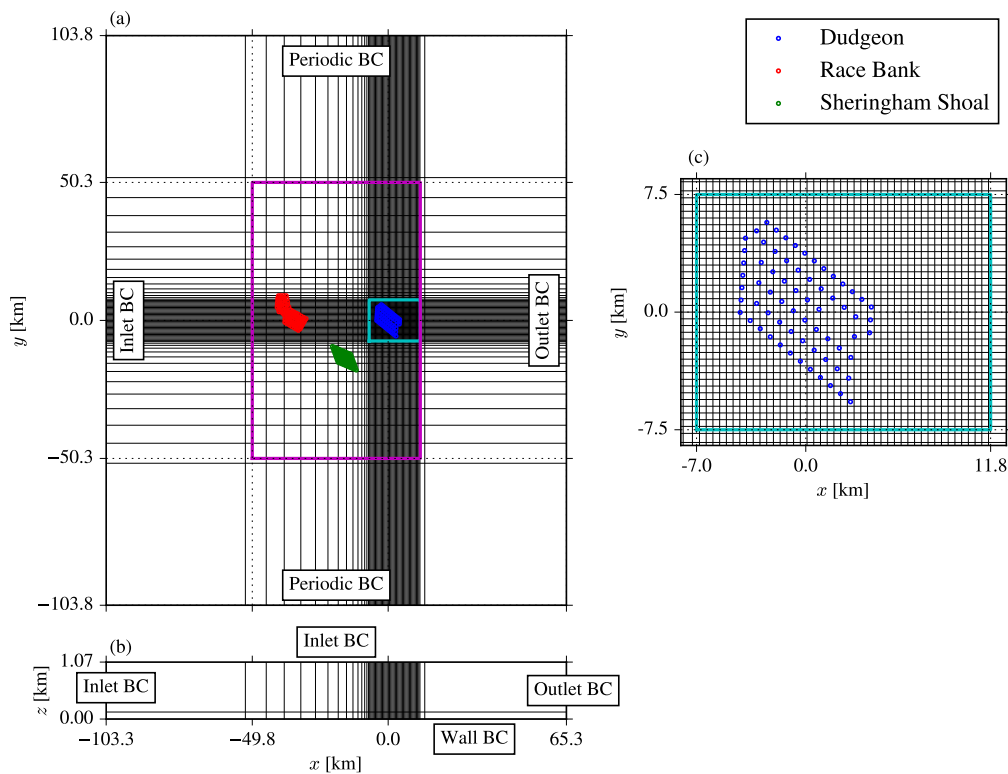 (a)
103.8
50.3
0.0
−50.3
−103.8
y [km]
Periodic BC
Inlet BC
Outlet BC
Periodic BC
Dudgeon
Race Bank
Sheringham Shoal
(c)
7.5
0.0
-7.5
y [km]
-7.0
0.0
11.8
x [km]
(b)
Inlet BC
1.07
0.00
z [km]
Inlet BC
Outlet BC
Wall BC
−103.3
−49.8
0.0
65.3
x [km]